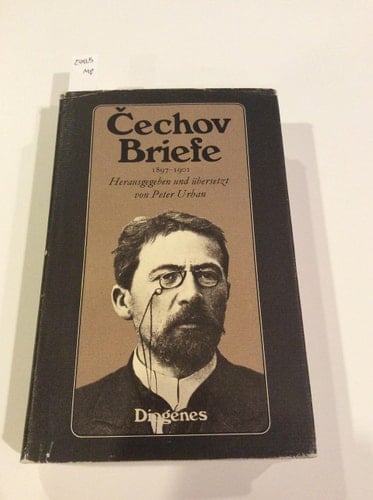 Čechov
Briefe
1897–1901
Herausgegeben und übersetzt
von Peter Urban
Diogenes